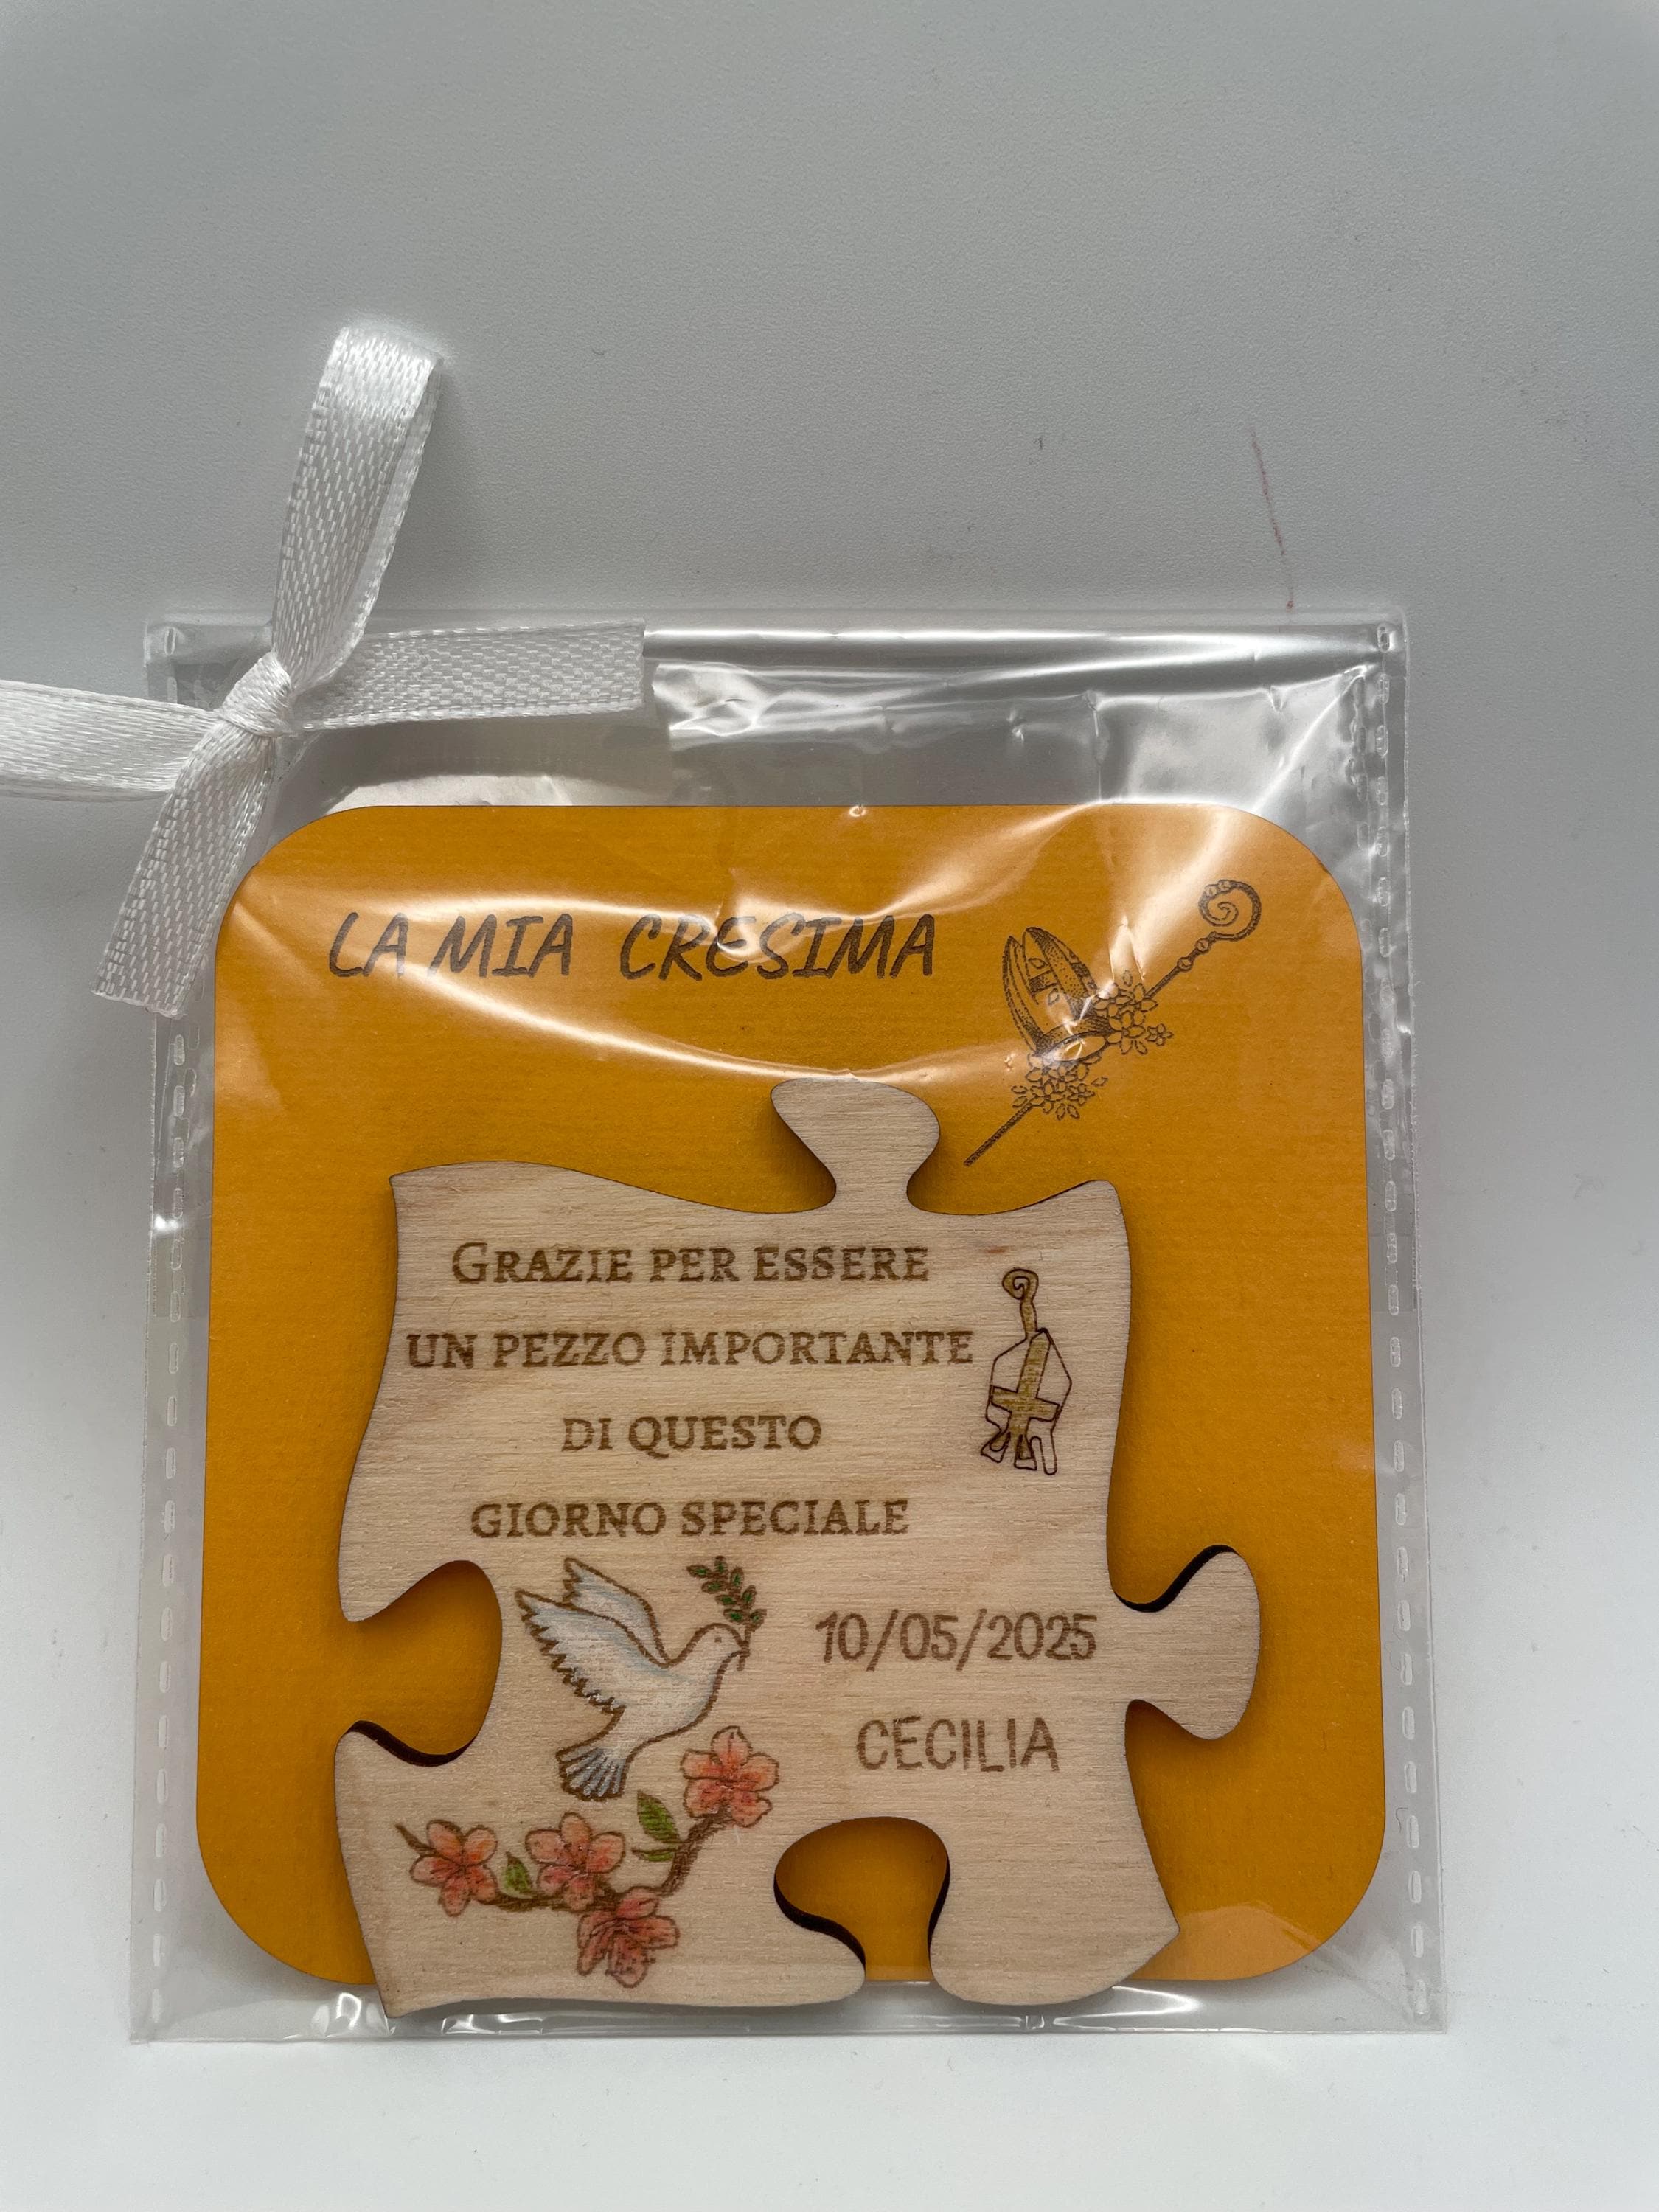 LA MIA CRESIMA
GRAZIE PER ESSERE
UN PEZZO IMPORTANTE
DI QUESTO
GIORNO SPECIALE
10/05/2025
CECILIA